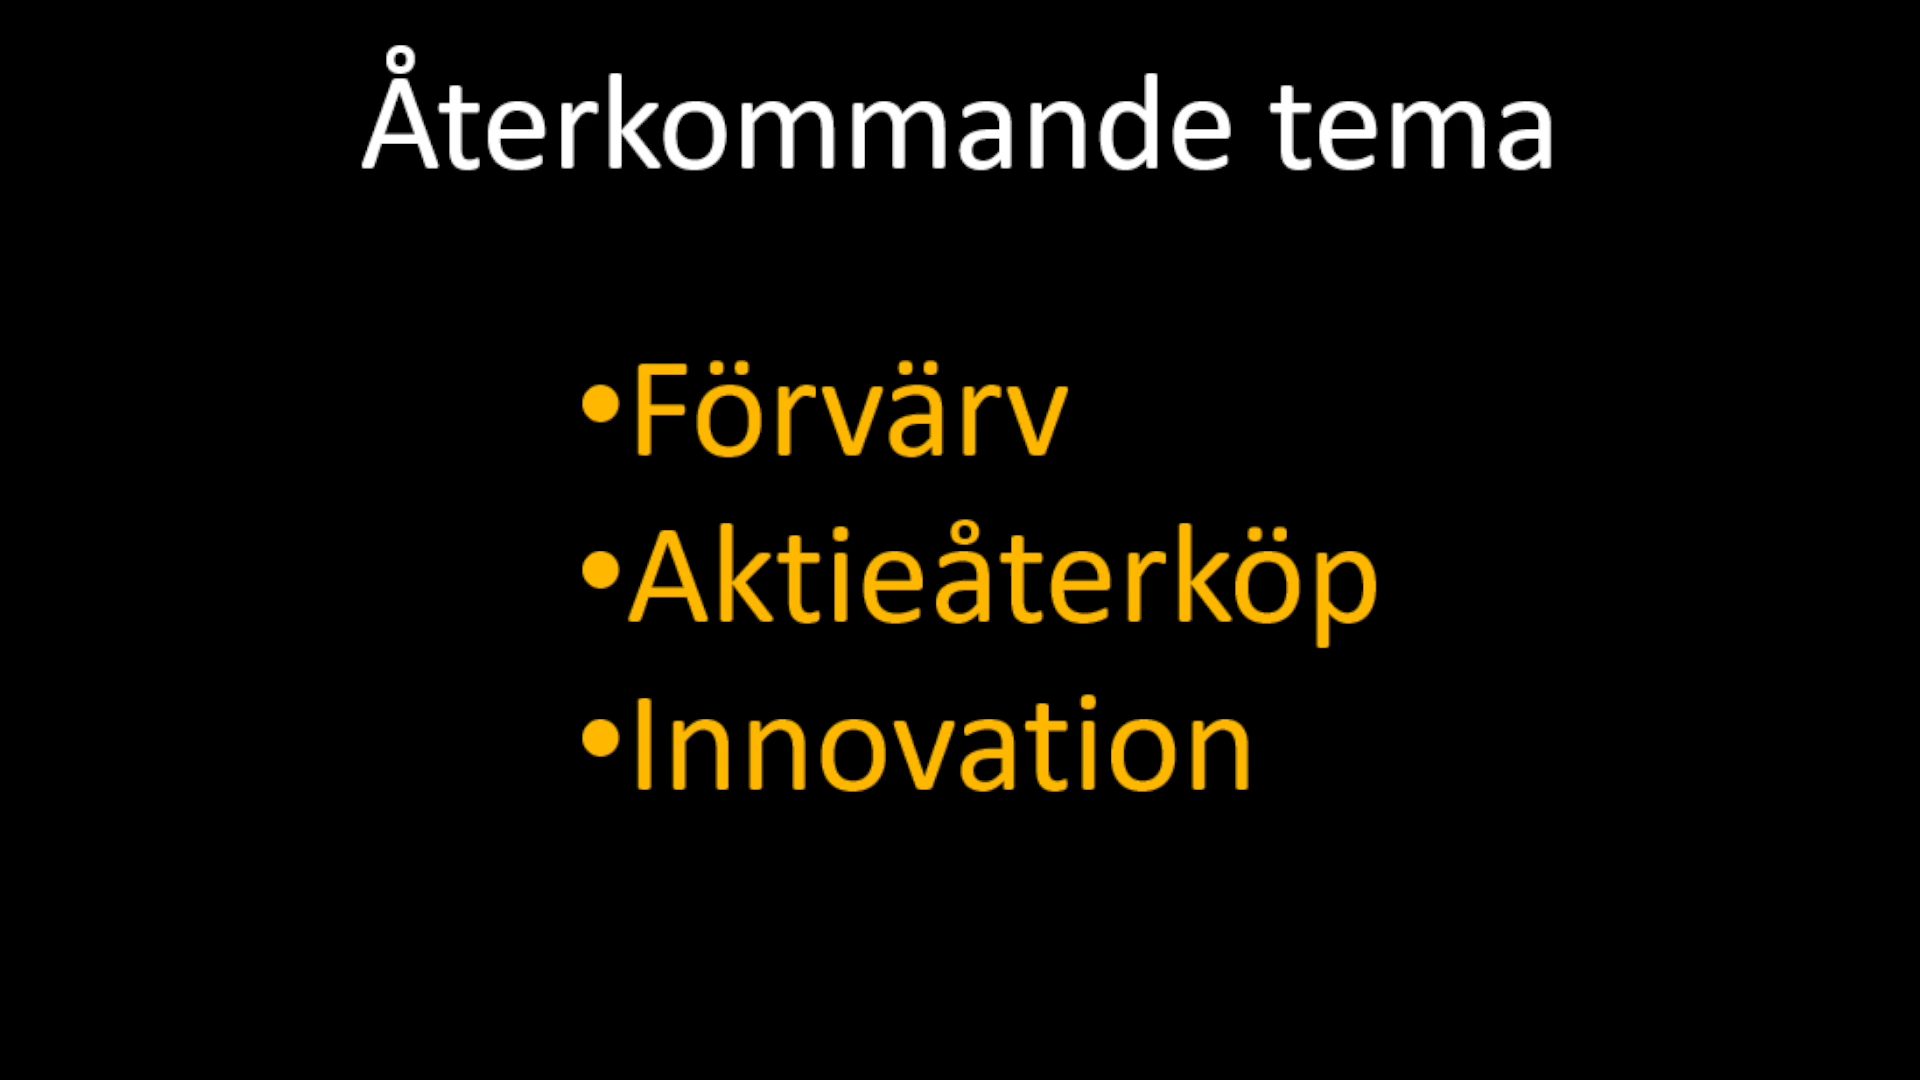 Återkommande tema
•Förvärv
•Aktieåterköp
•Innovation